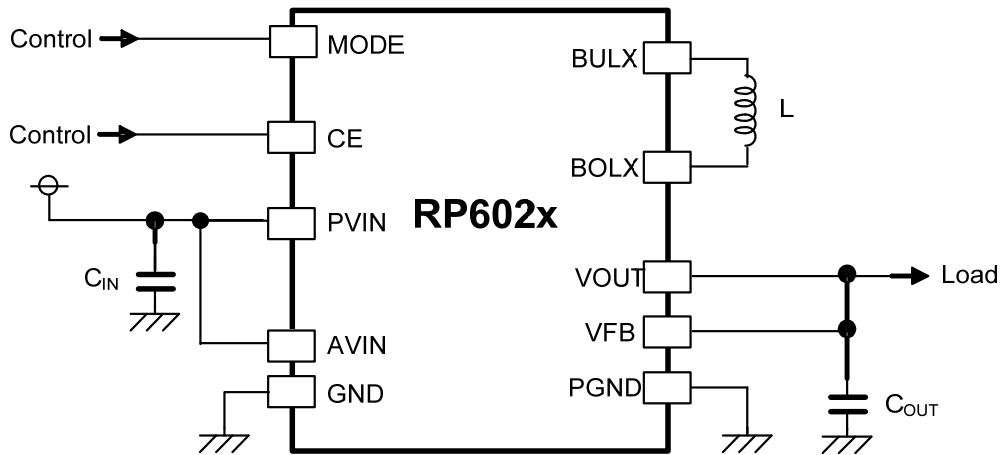 Control
MODE
BULX
L
Control
CE
BOLX
PVIN
RP602x
CIN
VOUT
Load
AVIN
VFB
GND
PGND
COUT